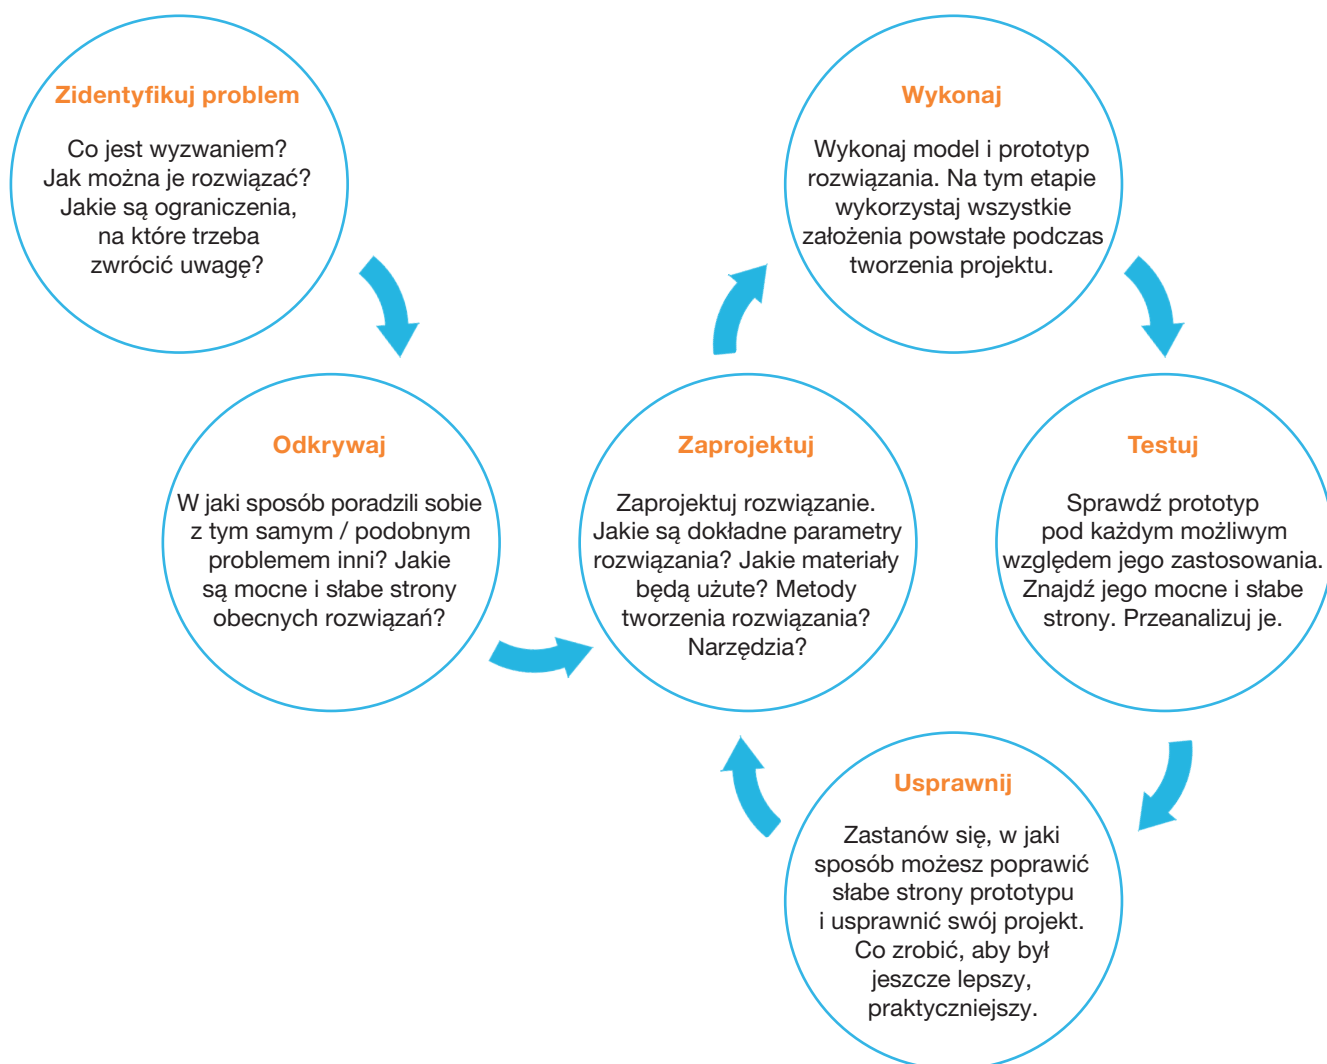 Zidentyfikuj problem
Co jest wyzwaniem?
Jak można je rozwiązać?
Jakie są ograniczenia,
na które trzeba
zwrócić uwagę?
Odkrywaj
W jaki sposób poradzili sobie
z tym samym / podobnym
problemem inni? Jakie
są mocne i słabe strony
obecnych rozwiązań?
Zaprojektuj
Zaprojektuj rozwiązanie.
Jakie są dokładne parametry
rozwiązania? Jakie materiały
będą użute? Metody
tworzenia rozwiązania?
Narzędzia?
Wykonaj
Wykonaj model i prototyp
rozwiązania. Na tym etapie
wykorzystaj wszystkie
założenia powstałe podczas
tworzenia projektu.
Testuj
Sprawdź prototyp
pod każdym możliwym
względem jego zastosowania.
Znajdź jego mocne i słabe
strony. Przeanalizuj je.
Usprawnij
Zastanów się, w jaki
sposób możesz poprawić
słabe strony prototypu
i usprawnić swój projekt.
Co zrobić, aby był
jeszcze lepszy,
praktyczniejszy.